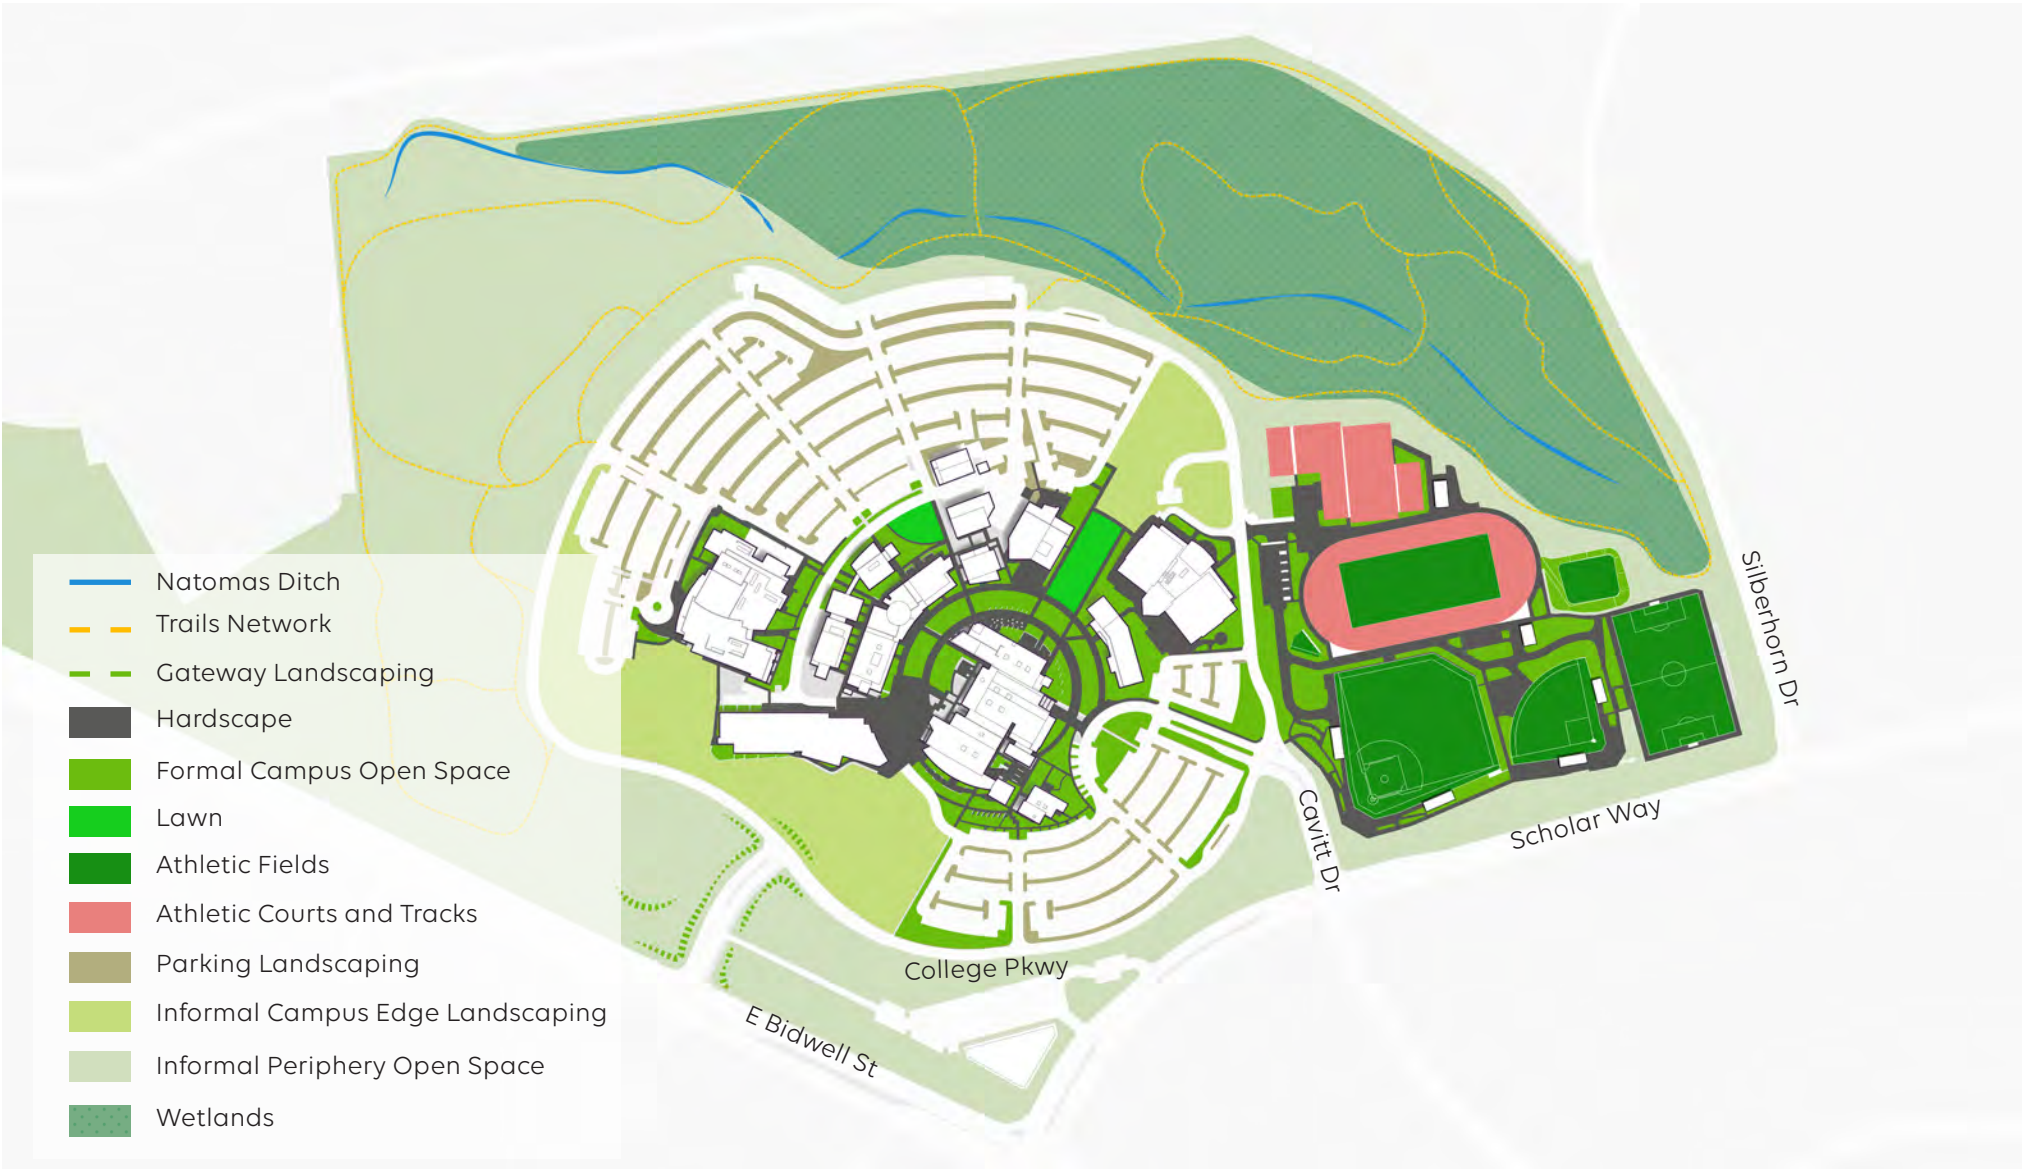 Natomas Ditch
Trails Network
Gateway Landscaping
Hardscape
Formal Campus Open Space
Lawn
Athletic Fields
Athletic Courts and Tracks
Parking Landscaping
Informal Campus Edge Landscaping
Informal Periphery Open Space
Wetlands
Silberhorn Dr
Scholar Way
Cavitt Dr
College Pkwy
E Bidwell St